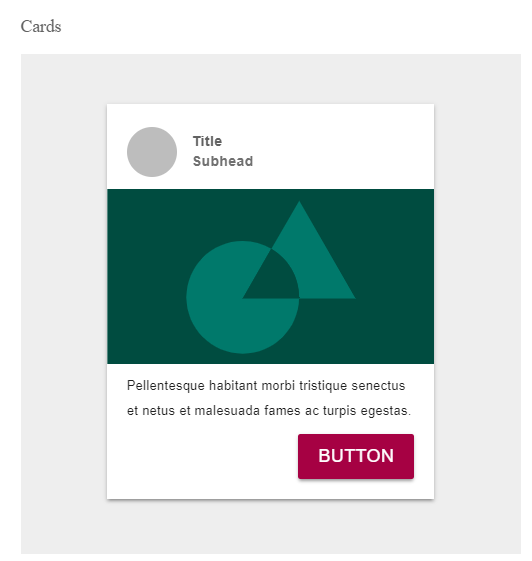 Cards
Title
Subhead
Pellentesque habitant morbi tristique senectus
et netus et malesuada fames ac turpis egestas.
BUTTON